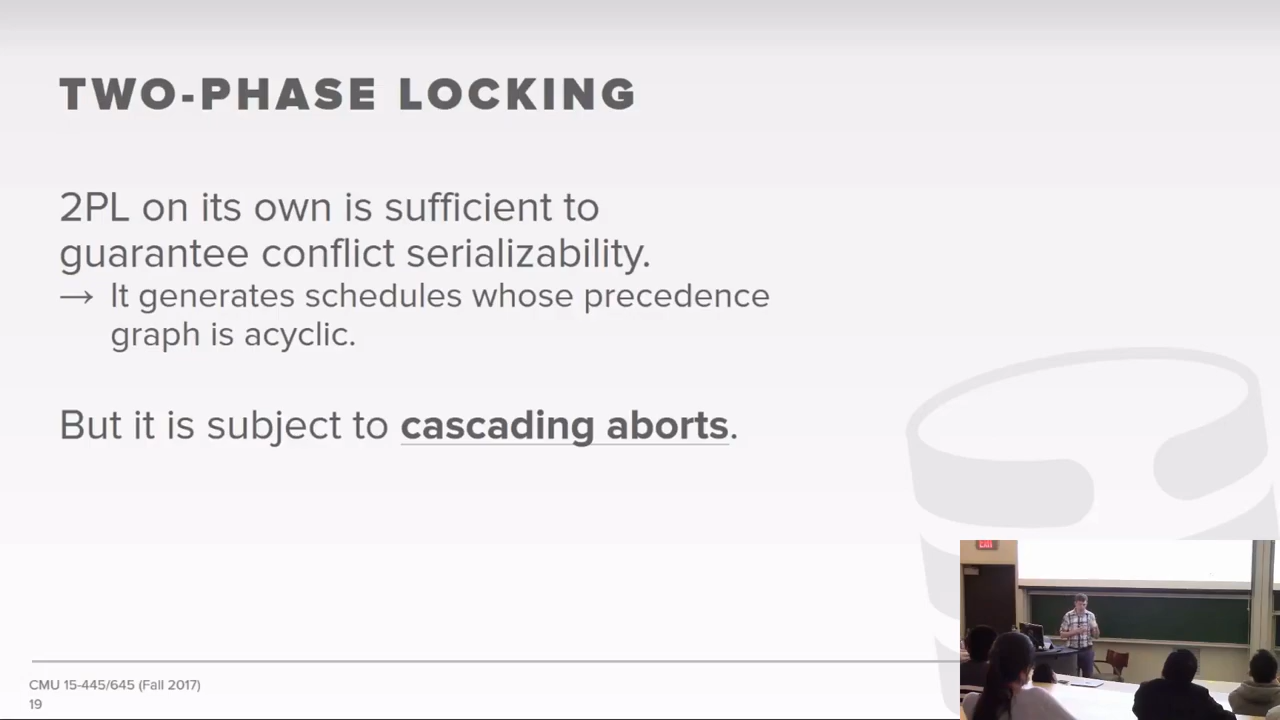 TWO-PHASE LOCKING
2PL on its own is sufficient to
guarantee conflict serializability.
→ It generates schedules whose precedence
graph is acyclic.
But it is subject to cascading aborts.
CMU 15-445/645 (Fall 2017)
19
EXIT